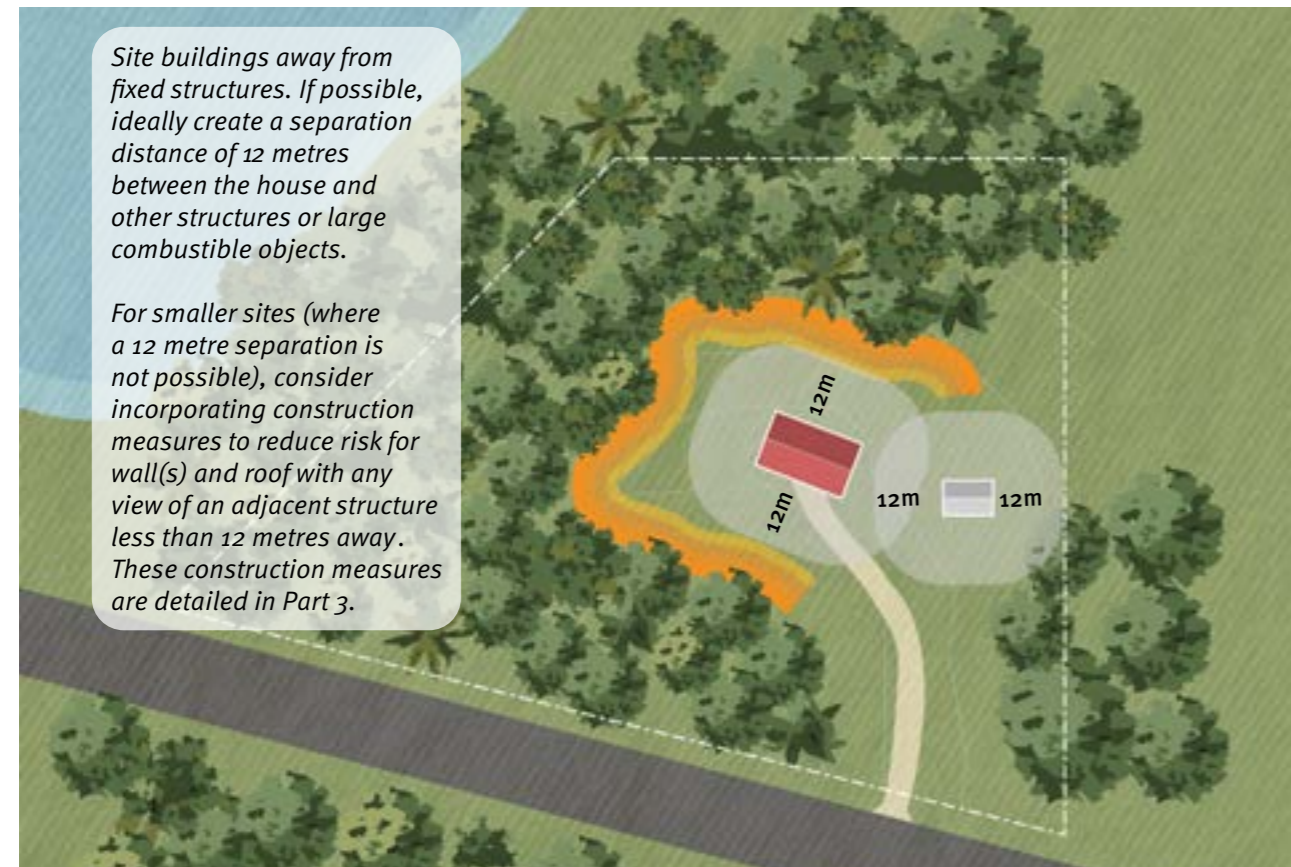 Site buildings away from
fixed structures. If possible,
ideally create a separation
distance of 12 metres
between the house and
other structures or large
combustible objects.
For smaller sites (where
a 12 metre separation is
not possible), consider
incorporating construction
measures to reduce risk for
wall(s) and roof with any
view of an adjacent structure
less than 12 metres away.
These construction measures
are detailed in Part 3.
12m
12m
12m
12m